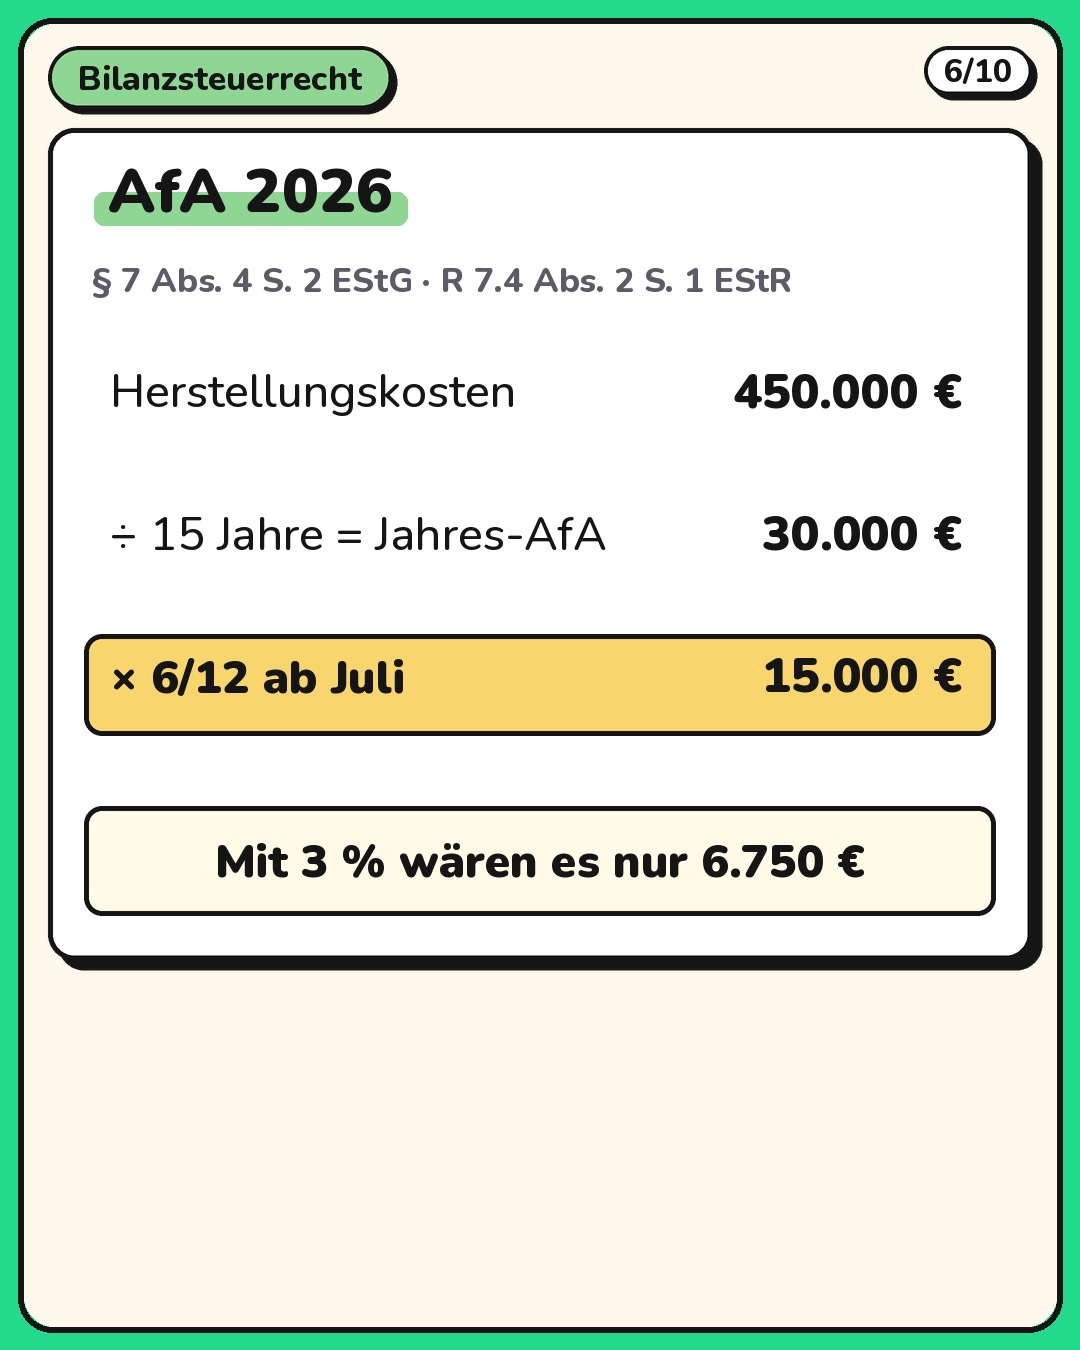 Bilanzsteuerrecht
6/10
AfA 2026
§ 7 Abs. 4 S. 2 EStG · R 7.4 Abs. 2 S. 1 EStR
Herstellungskosten 450.000 €
÷ 15 Jahre = Jahres-AfA 30.000 €
× 6/12 ab Juli 15.000 €
Mit 3 % wären es nur 6.750 €